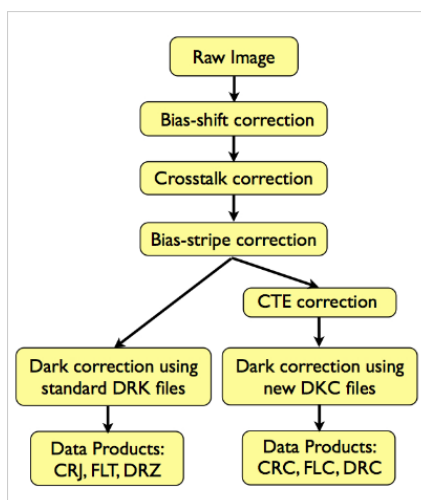 Raw Image
Bias-shift correction
Crosstalk correction
Bias-stripe correction
CTE correction
Dark correction using
standard DRK files
Dark correction using
new DKC files
Data Products:
CRJ, FLT, DRZ
Data Products:
CRC, FLC, DRC